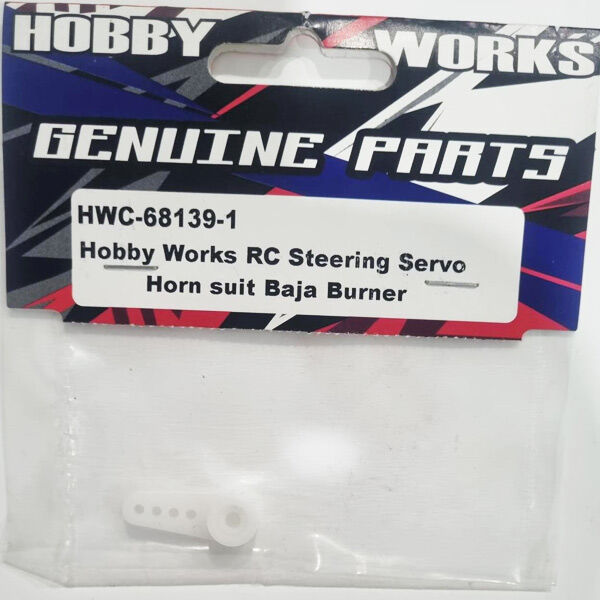 HOBBY WORKS
GENUINE PARTS
HWC-68139-1
Hobby Works RC Steering Servo
Horn suit Baja Burner